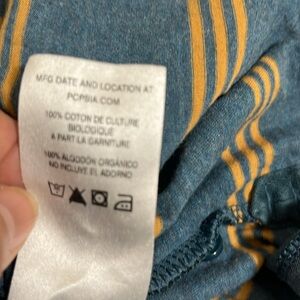 MFG DATE AND LOCATION AT
PCPSIA.COM
100% COTON DE CULTURE
BIOLOGIQUE
A PART LA GARNITURE
100% ALGODÓN ORGÁNICO
NO INCLUYE EL ADORNO